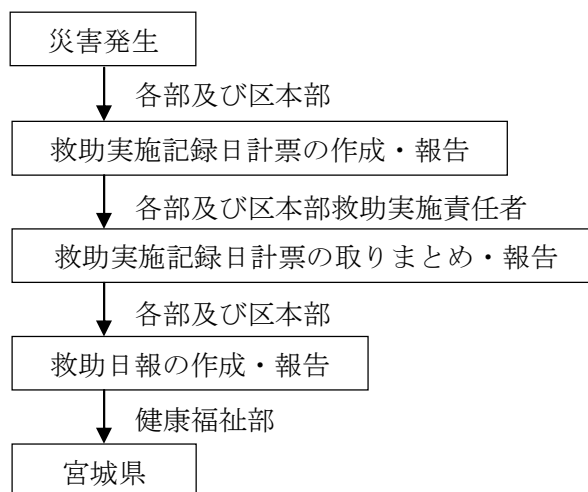 災害発生
各部及び区本部
救助実施記録日計票の作成・報告
各部及び区本部救助実施責任者
救助実施記録日計票の取りまとめ・報告
各部及び区本部
救助日報の作成・報告
健康福祉部
宮城県